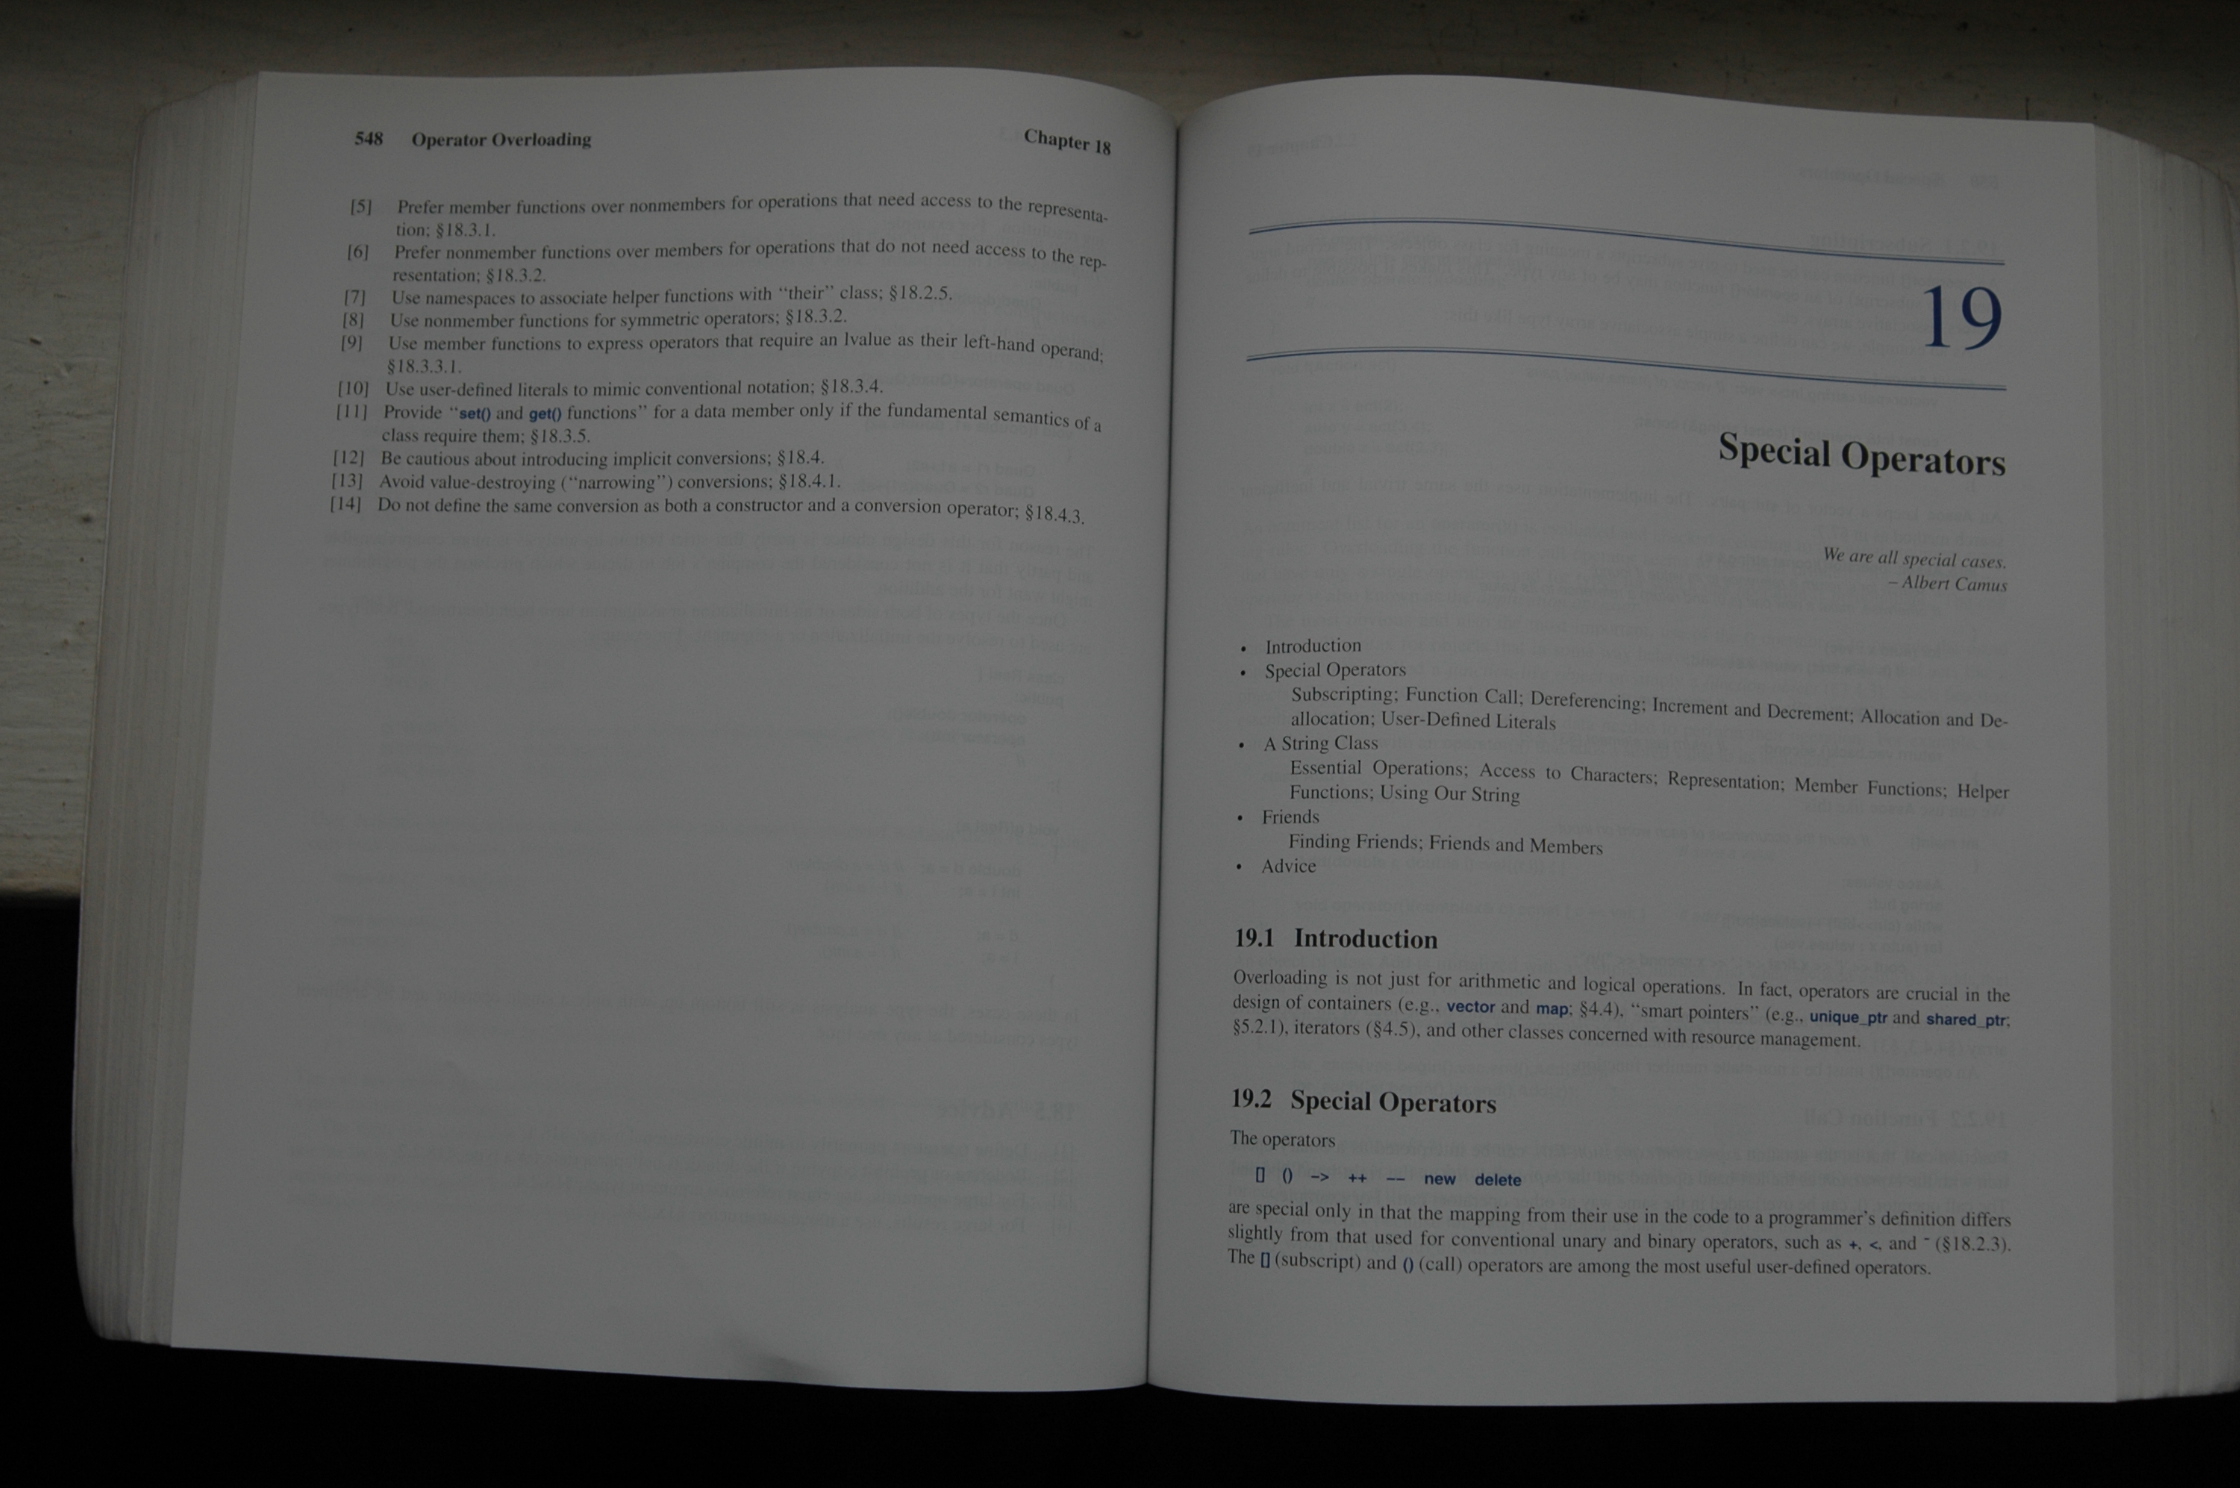 548 Operator Overloading Chapter 18
[5] Prefer member functions over nonmembers for operations that need access to the representa-
tion; §18.3.1.
[6] Prefer nonmember functions over members for operations that do not need access to the rep-
resentation; §18.3.2.
[7] Use namespaces to associate helper functions with “their” class; §18.2.5.
[8] Use nonmember functions for symmetric operators; §18.3.2.
[9] Use member functions to express operators that require an lvalue as their left-hand operand;
§18.3.3.1.
[10] Use user-defined literals to mimic conventional notation; §18.3.4.
[11] Provide “set() and get() functions” for a data member only if the fundamental semantics of a
class require them; §18.3.5.
[12] Be cautious about introducing implicit conversions; §18.4.
[13] Avoid value-destroying (“narrowing”) conversions; §18.4.1.
[14] Do not define the same conversion as both a constructor and a conversion operator; §18.4.3.
19
Special Operators
We are all special cases.
– Albert Camus
• Introduction
• Special Operators
Subscripting; Function Call; Dereferencing; Increment and Decrement; Allocation and De-
allocation; User-Defined Literals
• A String Class
Essential Operations; Access to Characters; Representation; Member Functions; Helper
Functions; Using Our String
• Friends
Finding Friends; Friends and Members
• Advice
19.1 Introduction
Overloading is not just for arithmetic and logical operations. In fact, operators are crucial in the
design of containers (e.g., vector and map; §4.4), “smart pointers” (e.g., unique_ptr and shared_ptr;
§5.2.1), iterators (§4.5), and other classes concerned with resource management.
19.2 Special Operators
The operators
[] () –> ++ –– new delete
are special only in that the mapping from their use in the code to a programmer’s definition differs
slightly from that used for conventional unary and binary operators, such as +, <, and ~ (§18.2.3).
The [] (subscript) and () (call) operators are among the most useful user-defined operators.